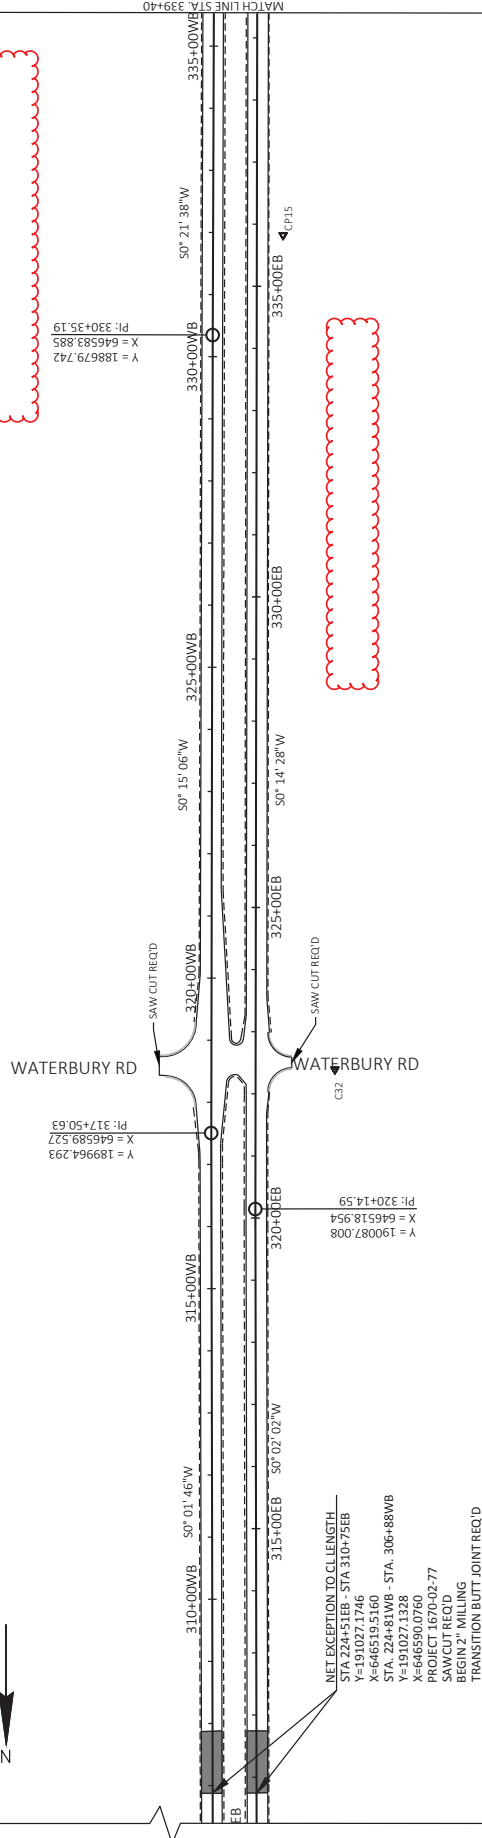 MATCH LINE STA. 339+40
335+00WB
S0° 21' 38"W
CP15
335+00EB
PI: 330+35.19
X = 646583.885
Y = 188679.742
330+00WB
330+00EB
325+00WB
S0° 15' 06"W
S0° 14' 28"W
325+00EB
320+00WB
SAW CUT REQ'D
SAW CUT REQ'D
WATERBURY RD
WATERBURY RD
C32
PI: 317+50.63
X = 646589.527
Y = 189964.293
PI: 320+14.59
X = 646518.954
Y = 190087.008
320+00EB
315+00WB
S0° 01' 46"W
S0° 02' 02"W
315+00EB
310+00WB
NET EXCEPTION TO CL LENGTH
STA 224+51EB - STA 310+75EB
Y=191027.1746
X=646519.5160
STA. 224+81WB - STA. 306+88WB
Y=191027.1328
X=646590.0760
PROJECT 1670-02-77
SAWCUT REQ'D
BEGIN 2" MILLING
TRANSITION BUTT JOINT REQ'D
N
EB